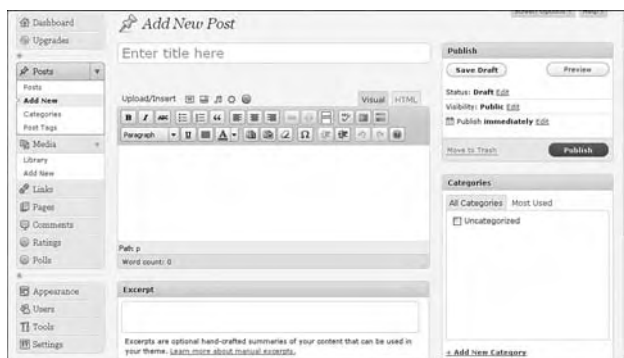 Dashboard
Upgrades
Posts
Posts
Add New
Categories
Post Tags
Media
Library
Add New
Links
Pages
Comments
Ratings
Polls
Appearance
Users
Tools
Settings
Add New Post
Enter title here
Upload/Insert
Visual HTML
B I ABC
Paragraph U A Ω
Path: p
Word count: 0
Excerpt
Excerpts are optional hand-crafted summaries of your content that can be used in
your theme. Learn more about manual excerpts.
Screen Options Help
Publish
Save Draft Preview
Status: Draft Edit
Visibility: Public Edit
Publish immediately Edit
Move to Trash Publish
Categories
All Categories Most Used
Uncategorized
+ Add New Category